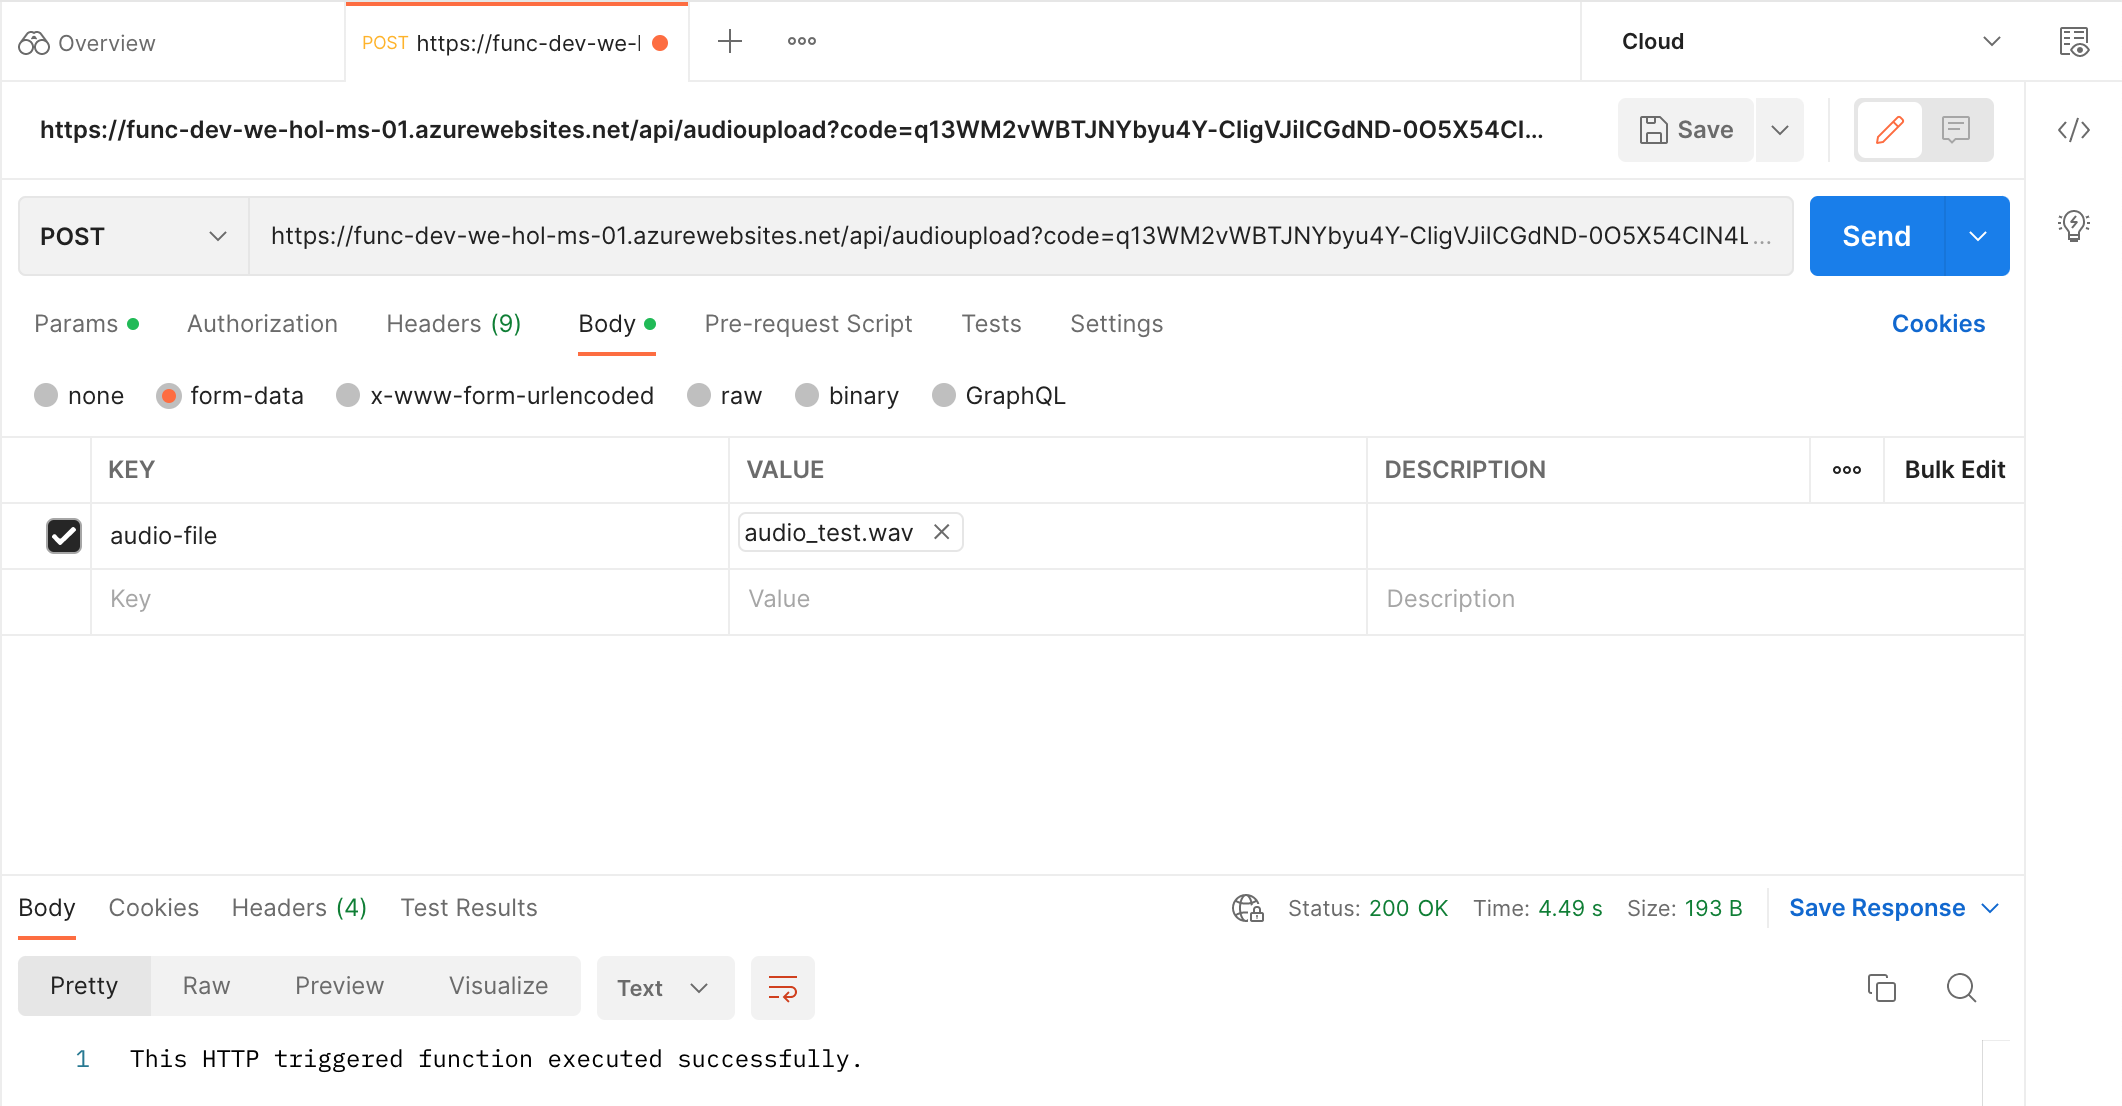 Overview
POST https://func-dev-we-l
Cloud
https://func-dev-we-hol-ms-01.azurewebsites.net/api/audioupload?code=q13WM2vWBTJNYbyu4Y-CligVJilCGdND-0O5X54Cl...
Save
POST
https://func-dev-we-hol-ms-01.azurewebsites.net/api/audioupload?code=q13WM2vWBTJNYbyu4Y-CligVJilCGdND-0O5X54ClN4L...
Send
Params
Authorization
Headers (9)
Body
Pre-request Script
Tests
Settings
Cookies
none
form-data
x-www-form-urlencoded
raw
binary
GraphQL
KEY
VALUE
DESCRIPTION
Bulk Edit
audio-file
audio_test.wav
Key
Value
Description
Body
Cookies
Headers (4)
Test Results
Status: 200 OK
Time: 4.49 s
Size: 193 B
Save Response
Pretty
Raw
Preview
Visualize
Text
1 This HTTP triggered function executed successfully.